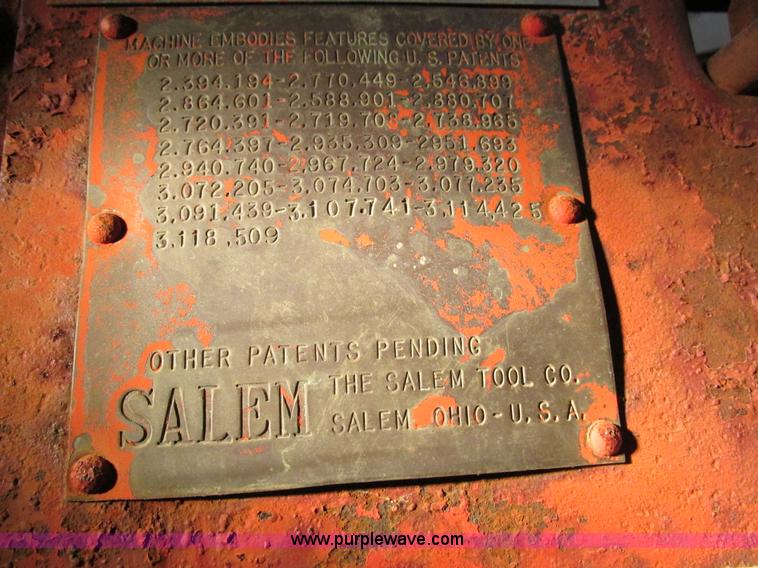 MACHINE EMBODIES FEATURES COVERED BY ONE
OR MORE OF THE FOLLOWING U.S. PATENTS
2.394.194-2.770.449-2.546.899
2.864.601-2.588.901-2.880.707
2.720.391-2.719.708-2.738.965
2.764.397-2.935.309-2951.693
2.940.740-2.967.724-2.979.320
3.072.205-3.074.703-3.077.235
3.091.439-3.107.741-3.114.425
3.118.509
OTHER PATENTS PENDING
SALEM THE SALEM TOOL CO.
SALEM, OHIO-U.S.A.
www.purplewave.com